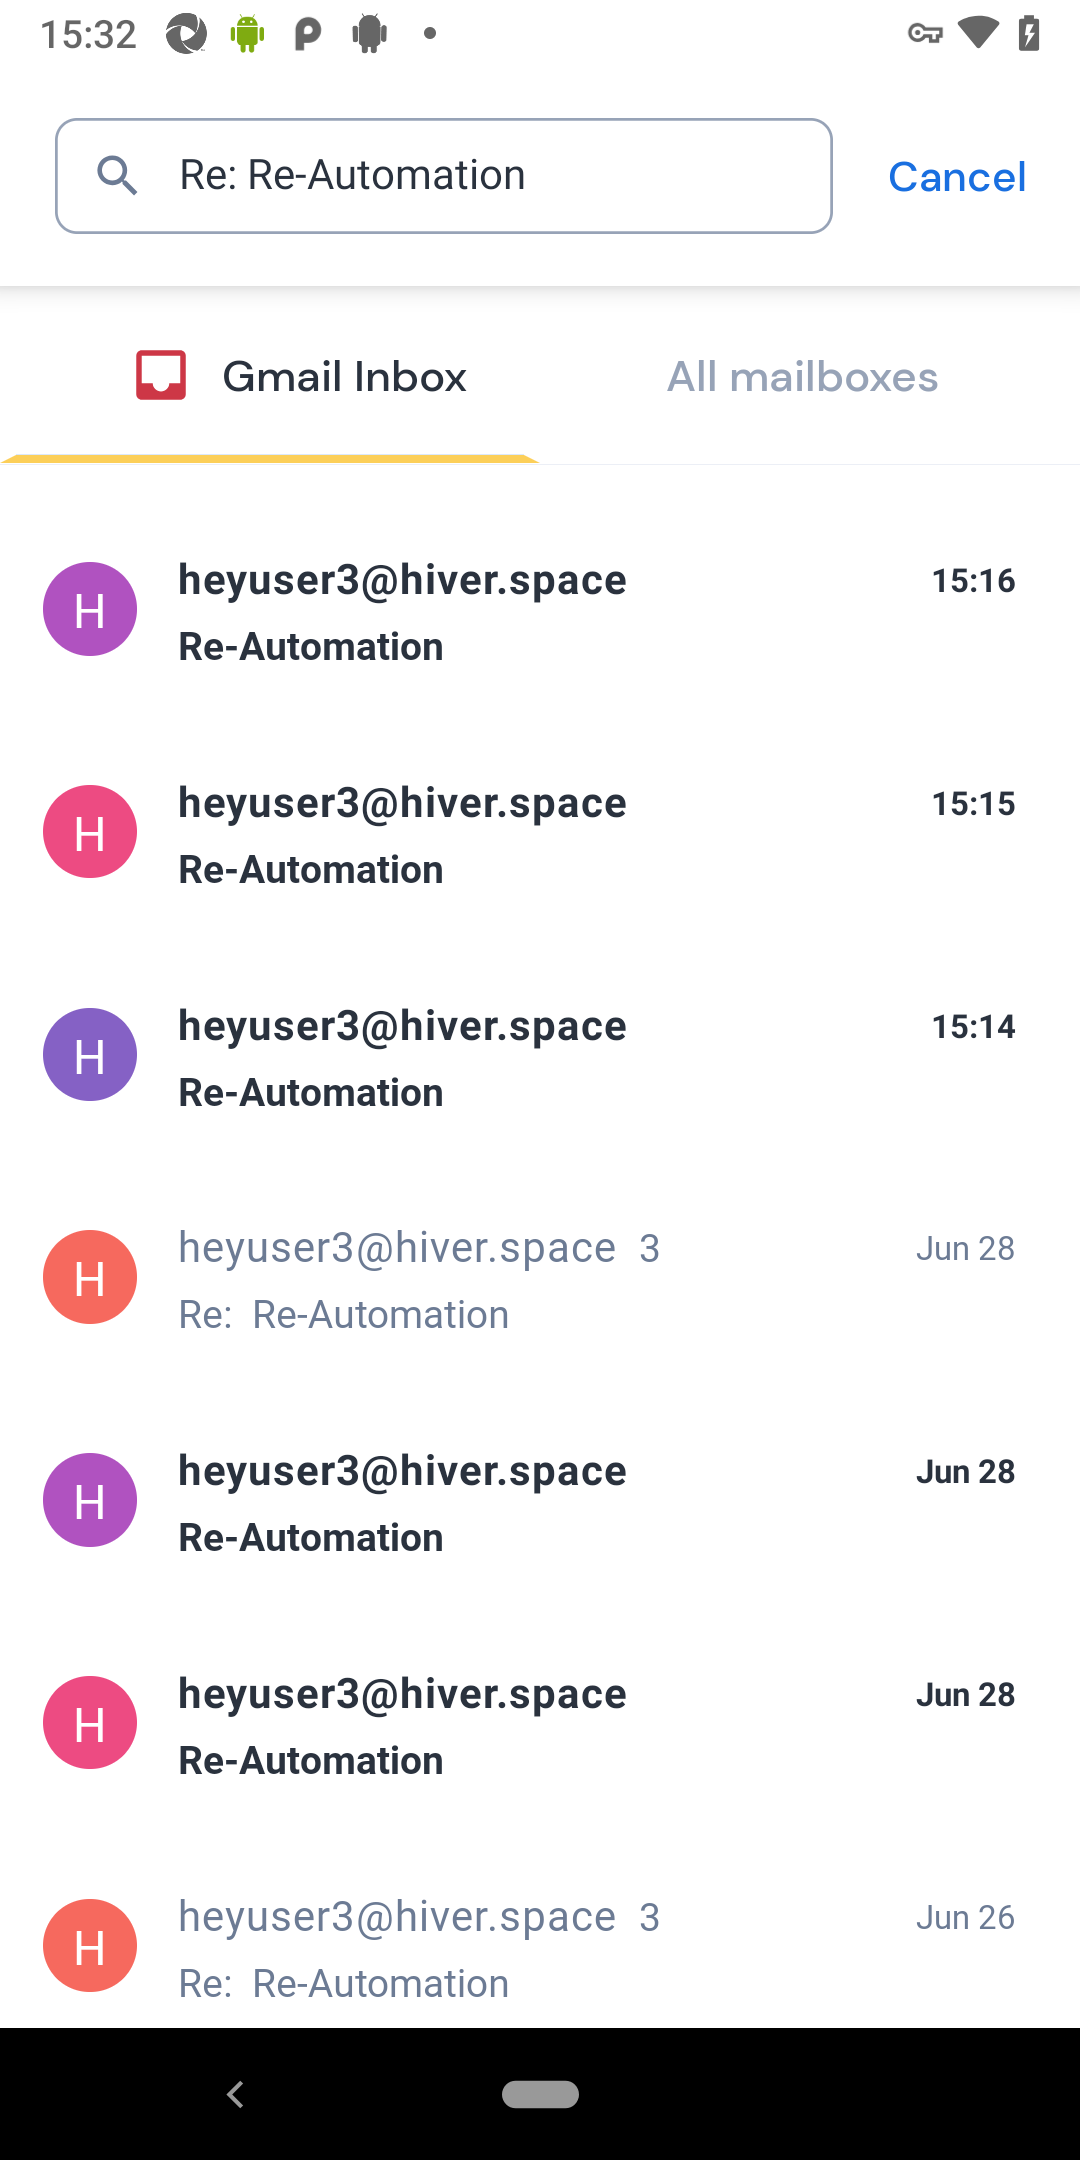 15:32
Re: Re-Automation
Cancel
Gmail Inbox
All mailboxes
H
heyuser3@hiver.space
15:16
Re-Automation
H
heyuser3@hiver.space
15:15
Re-Automation
H
heyuser3@hiver.space
15:14
Re-Automation
H
heyuser3@hiver.space 3
Jun 28
Re: Re-Automation
H
heyuser3@hiver.space
Jun 28
Re-Automation
H
heyuser3@hiver.space
Jun 28
Re-Automation
H
heyuser3@hiver.space 3
Jun 26
Re: Re-Automation